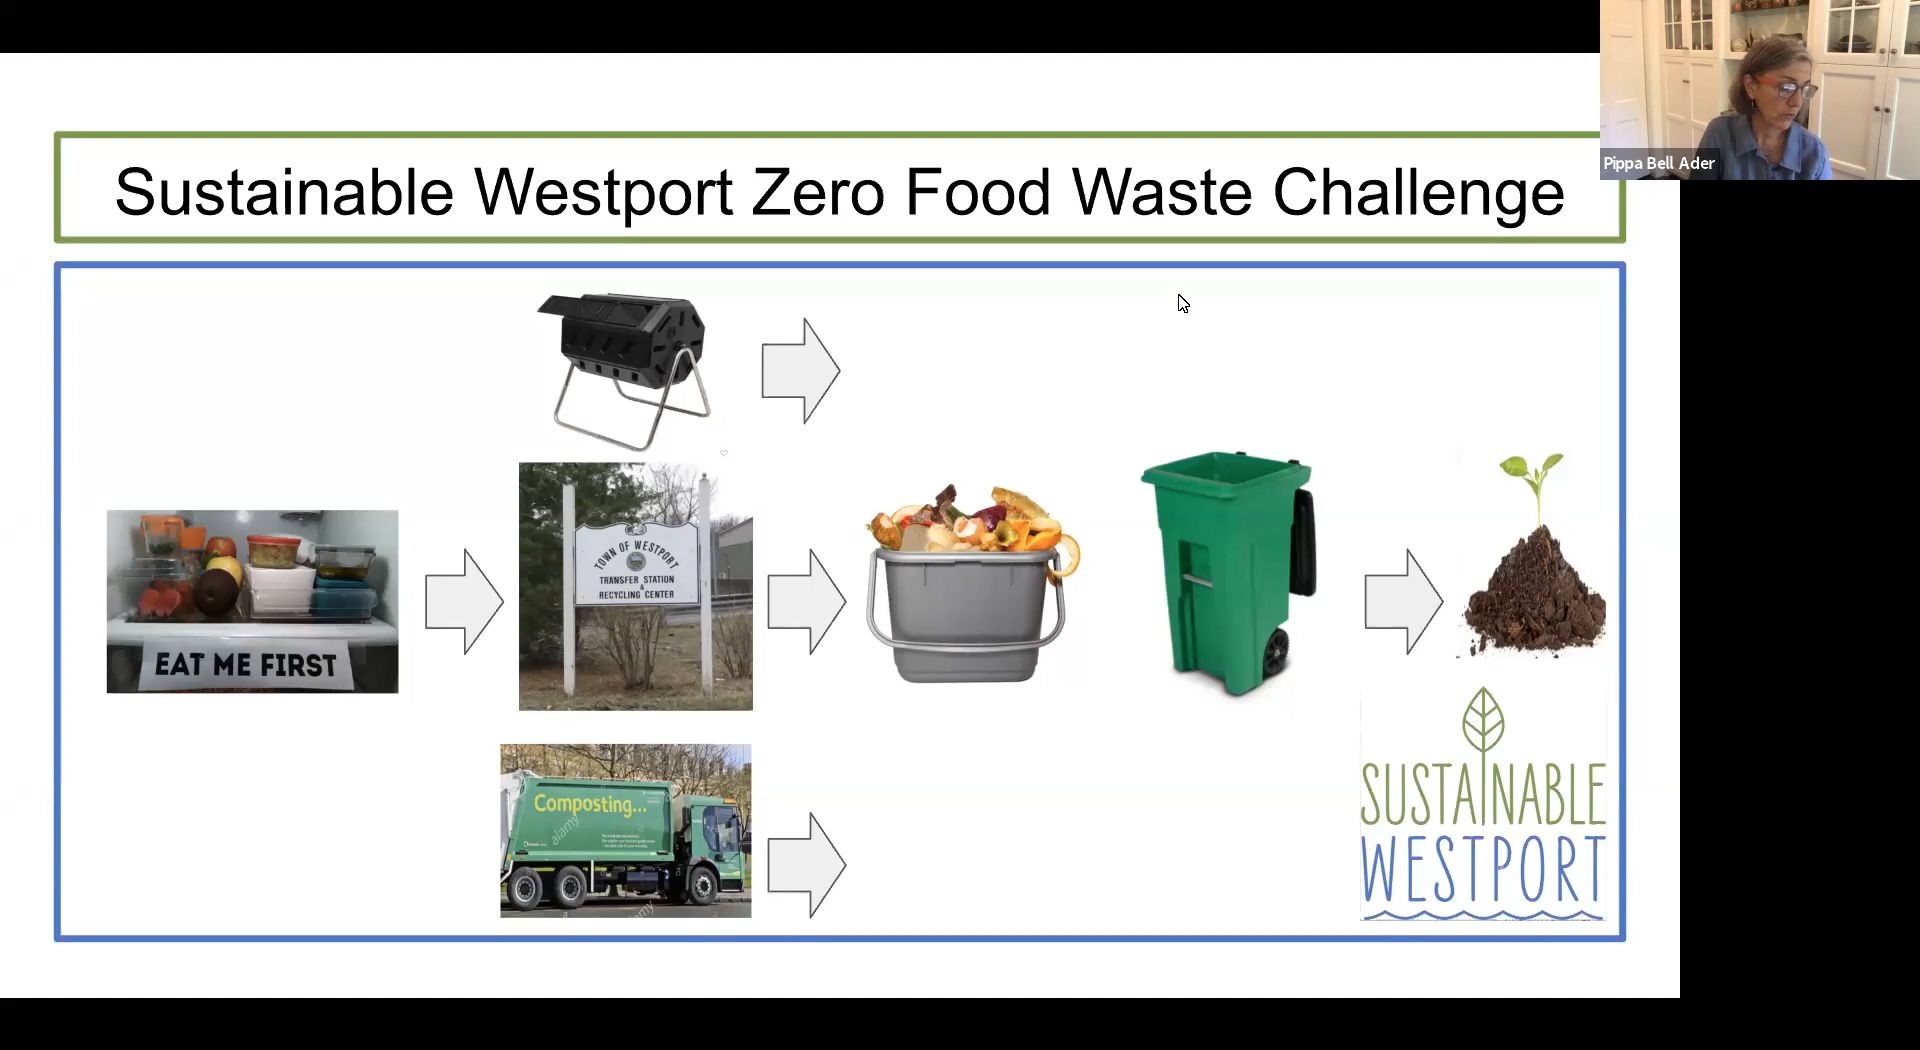 Pippa Bell Ader
Sustainable Westport Zero Food Waste Challenge
TOWN OF WESTPORT
TRANSFER STATION
&
RECYCLING CENTER
EAT ME FIRST
Composting...
alamy
alamy
SUSTAINABLE
WESTPORT